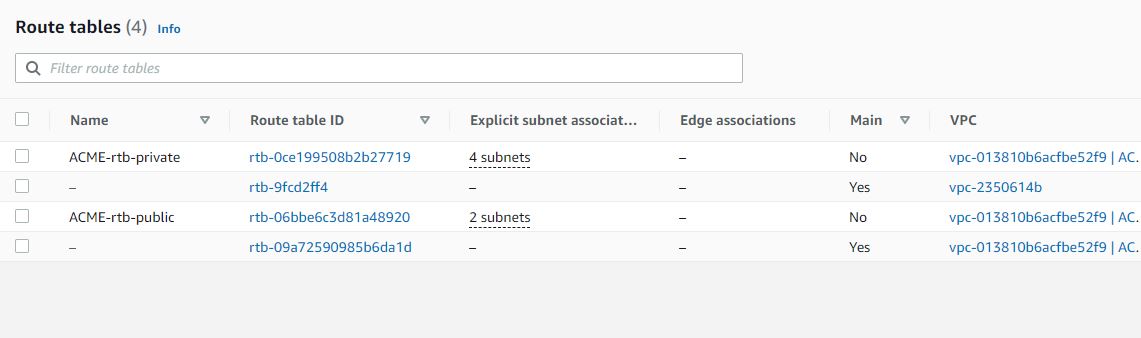 Route tables (4) Info
Filter route tables
Name Route table ID Explicit subnet associat... Edge associations Main VPC
ACME-rtb-private rtb-0ce199508b2b27719 4 subnets – No vpc-013810b6acfbe52f9 | AC.
– rtb-9fcd2ff4 – – Yes vpc-2350614b
ACME-rtb-public rtb-06bbe6c3d81a48920 2 subnets – No vpc-013810b6acfbe52f9 | AC.
– rtb-09a72590985b6da1d – – Yes vpc-013810b6acfbe52f9 | AC.